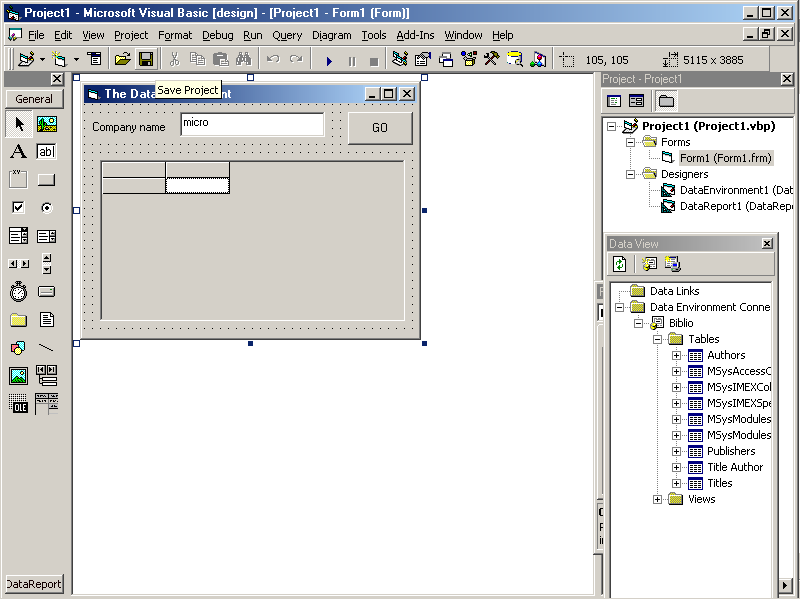 Project1 - Microsoft Visual Basic [design] - [Project1 - Form1 (Form)]
File Edit View Project Format Debug Run Query Diagram Tools Add-Ins Window Help
105, 105 5115 x 3885
General
Save Project
The Data
Company name micro GO
A ab|
XY
OLE
DataReport
Project - Project1
Project1 (Project1.vbp)
Forms
Form1 (Form1.frm)
Designers
DataEnvironment1 (Dat
DataReport1 (DataRepo
Data View
Data Links
Data Environment Conne
Biblio
Tables
Authors
MSysAccessO
MSysIMEXCol
MSysIMEXSpe
MSysModules
MSysModules
Publishers
Title Author
Titles
Views